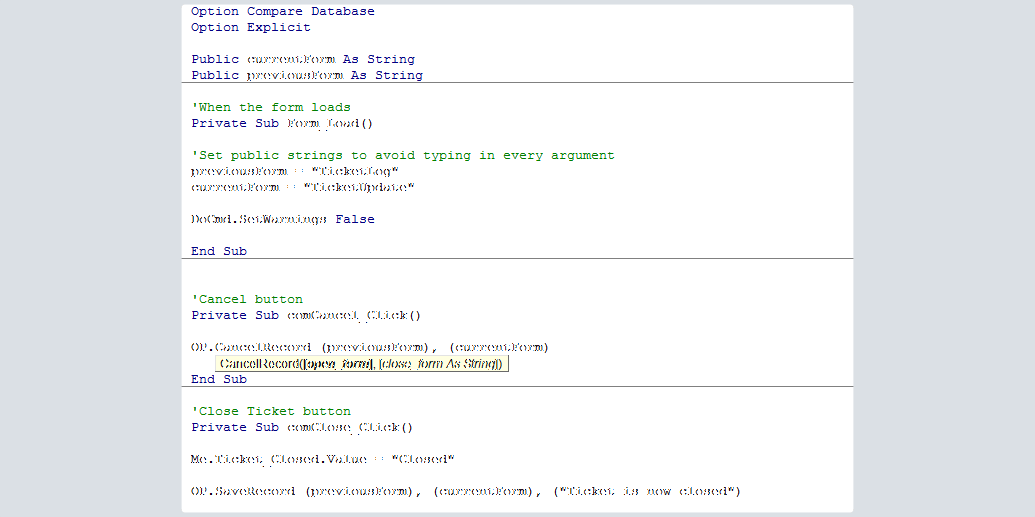 Option Compare Database
Option Explicit
Public currentForm As String
Public previousForm As String
'When the form loads
Private Sub Form_Load()
'Set public strings to avoid typing in every argument
previousForm = "TicketLog"
currentForm = "TicketUpdate"
DoCmd.SetWarnings False
End Sub
'Cancel button
Private Sub comCancel_Click()
OP.CancelRecord (previousForm), (currentForm)
CancelRecord([open_form], [close_form As String])
End Sub
'Close Ticket button
Private Sub comClose_Click()
Me.Ticket_Closed.Value = "Closed"
OP.SaveRecord (previousForm), (currentForm), ("Ticket is now closed")